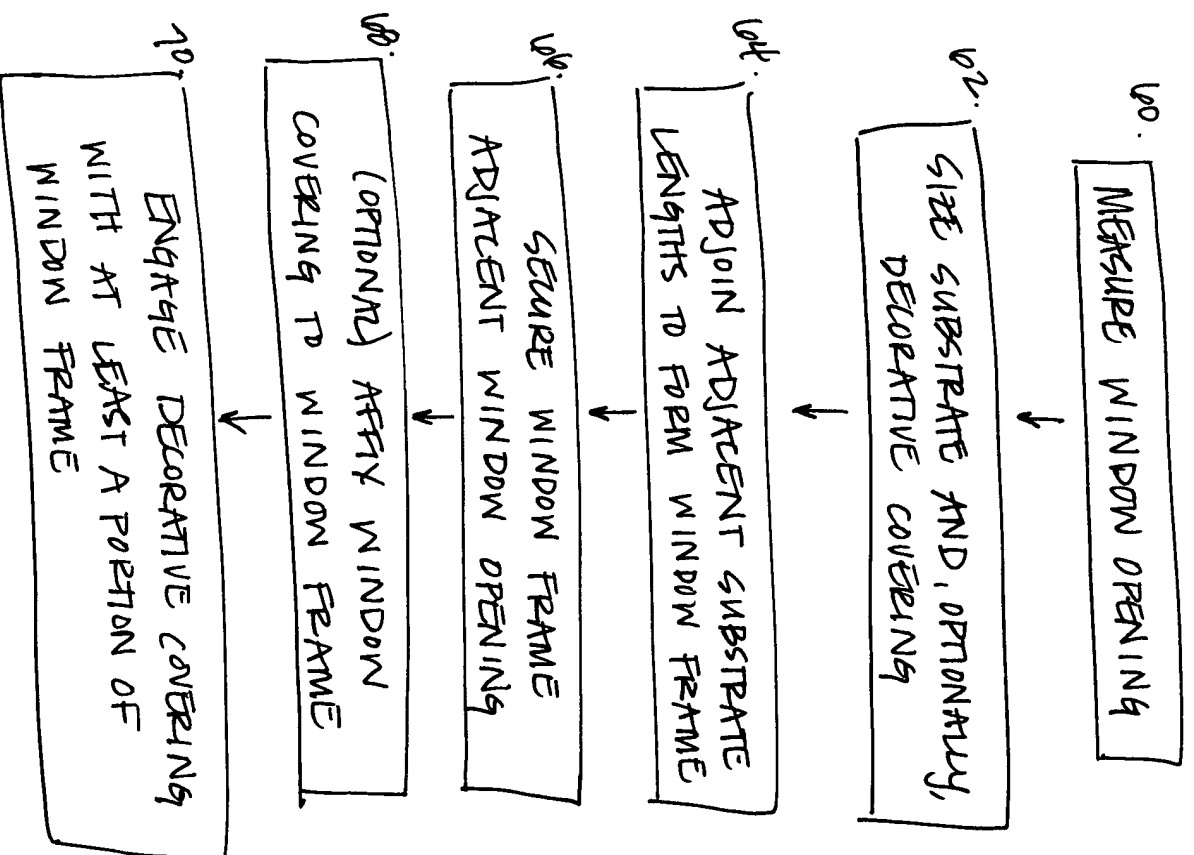 60.
MEASURE WINDOW OPENING
62.
SIZE SUBSTRATE AND, OPTIONALLY,
DECORATIVE COVERING
64.
ADJOIN ADJACENT SUBSTRATE
LENGTHS TO FORM WINDOW FRAME
66.
SECURE WINDOW FRAME
ADJACENT WINDOW OPENING
68.
(OPTIONAL) AFFIX WINDOW
COVERING TO WINDOW FRAME
70.
ENGAGE DECORATIVE COVERING
WITH AT LEAST A PORTION OF
WINDOW FRAME